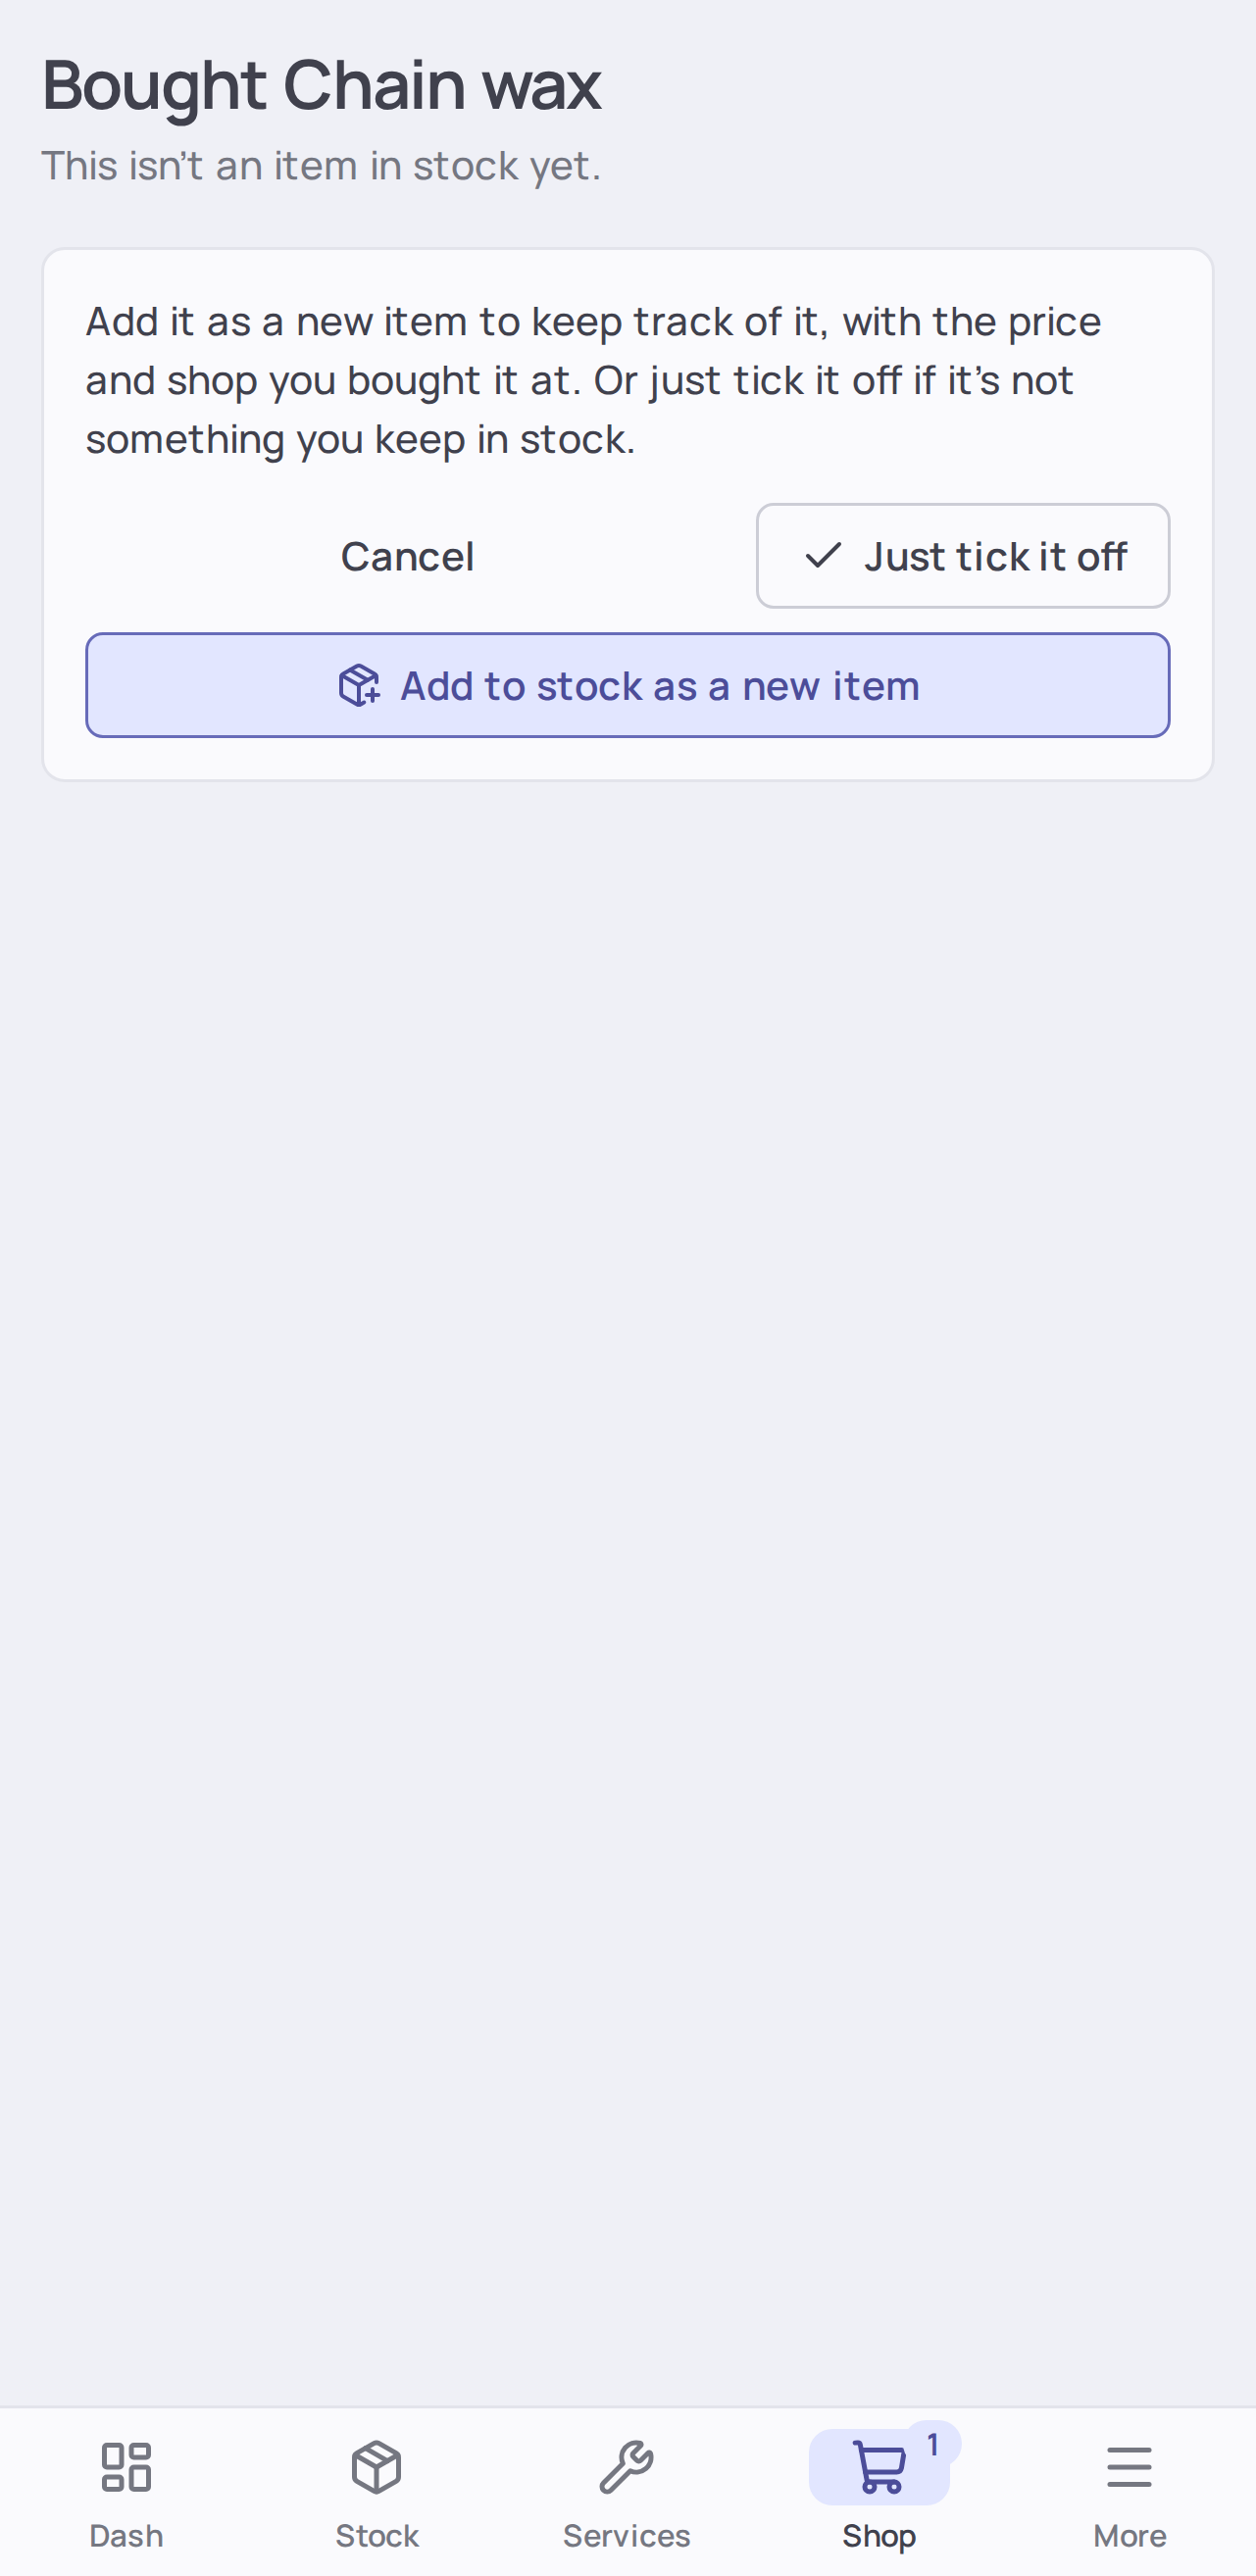 Bought Chain wax
This isn’t an item in stock yet.
Add it as a new item to keep track of it, with the price
and shop you bought it at. Or just tick it off if it’s not
something you keep in stock.
Cancel
Just tick it off
Add to stock as a new item
1
Dash
Stock
Services
Shop
More